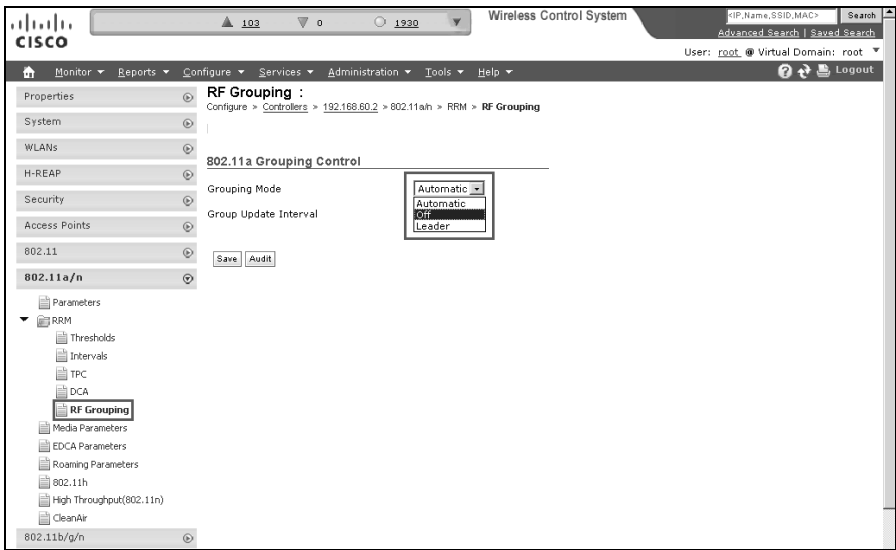 CISCO
103 0 1930
Wireless Control System
<IP,Name,SSID,MAC> Search
Advanced Search | Saved Search
User: root @ Virtual Domain: root
Monitor Reports Configure Services Administration Tools Help Logout
Properties
System
WLANs
H-REAP
Security
Access Points
802.11
802.11a/n
Parameters
RRM
Thresholds
Intervals
TPC
DCA
RF Grouping
Media Parameters
EDCA Parameters
Roaming Parameters
802.11h
High Throughput(802.11n)
CleanAir
802.11b/g/n
RF Grouping :
Configure > Controllers > 192.168.60.2 > 802.11a/n > RRM > RF Grouping
802.11a Grouping Control
Grouping Mode Automatic
Automatic
Off
Leader
Group Update Interval
Save Audit